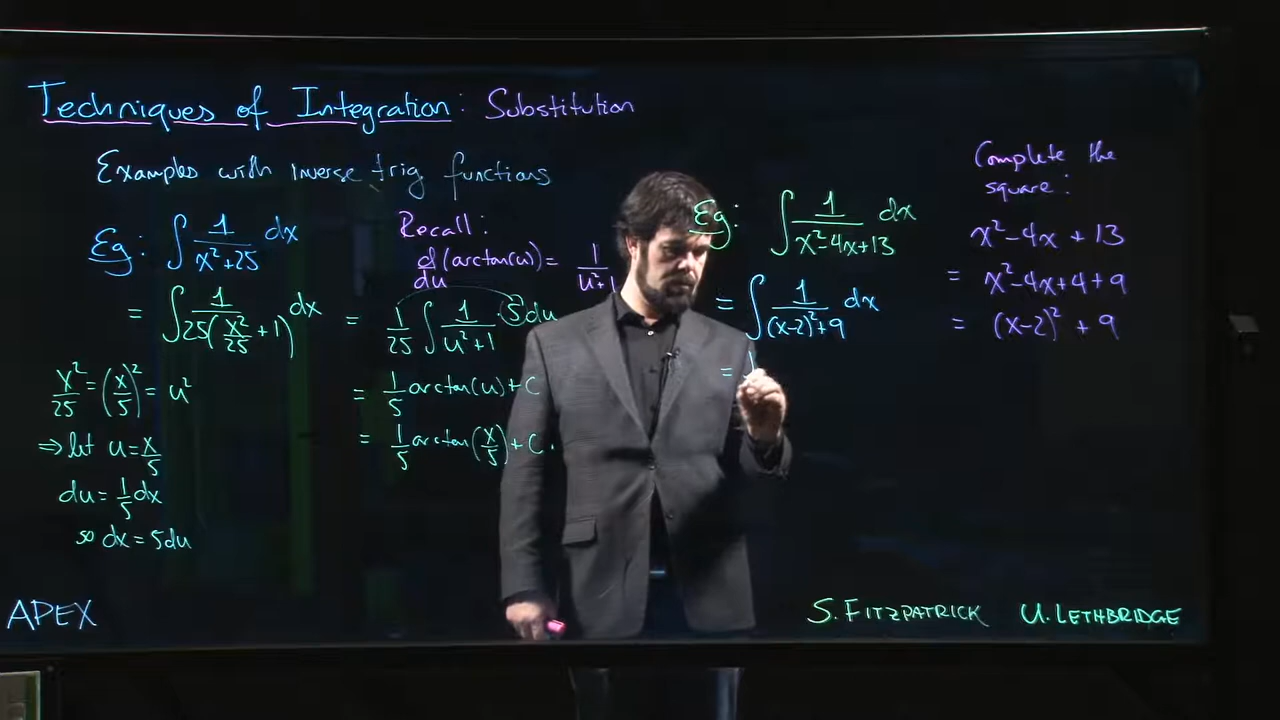 Techniques of Integration: Substitution
Examples with inverse trig functions
Eg: ∫ 1/(x²+25) dx
= ∫ 1/(25(x²/25 + 1)) dx
x²/25 = (x/5)² = u²
⇒ let u = x/5
du = 1/5 dx
so dx = 5du
Recall:
d/du (arctan(u)) = 1/(u²+1
= 1/25 ∫ 1/(u²+1) · 5du
= 1/5 arctan(u) + C
= 1/5 arctan(x/5) + C.
Eg: ∫ 1/(x²-4x+13) dx
= ∫ 1/((x-2)²+9) dx
=
Complete the
square:
x²-4x + 13
= x²-4x+4+9
= (x-2)² + 9
APEX
S. FITZPATRICK U. LETHBRIDGE